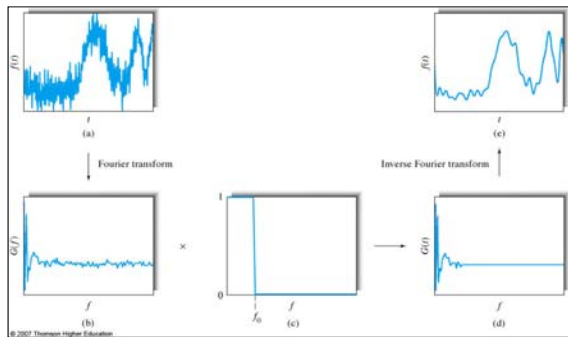 f(t)
t
(a)
Fourier transform
G(f)
f
(b)
×
1
0
f₀
f
(c)
G(t)
f
(d)
Inverse Fourier transform
f(t)
t
(e)
© 2007 Thomson Higher Education